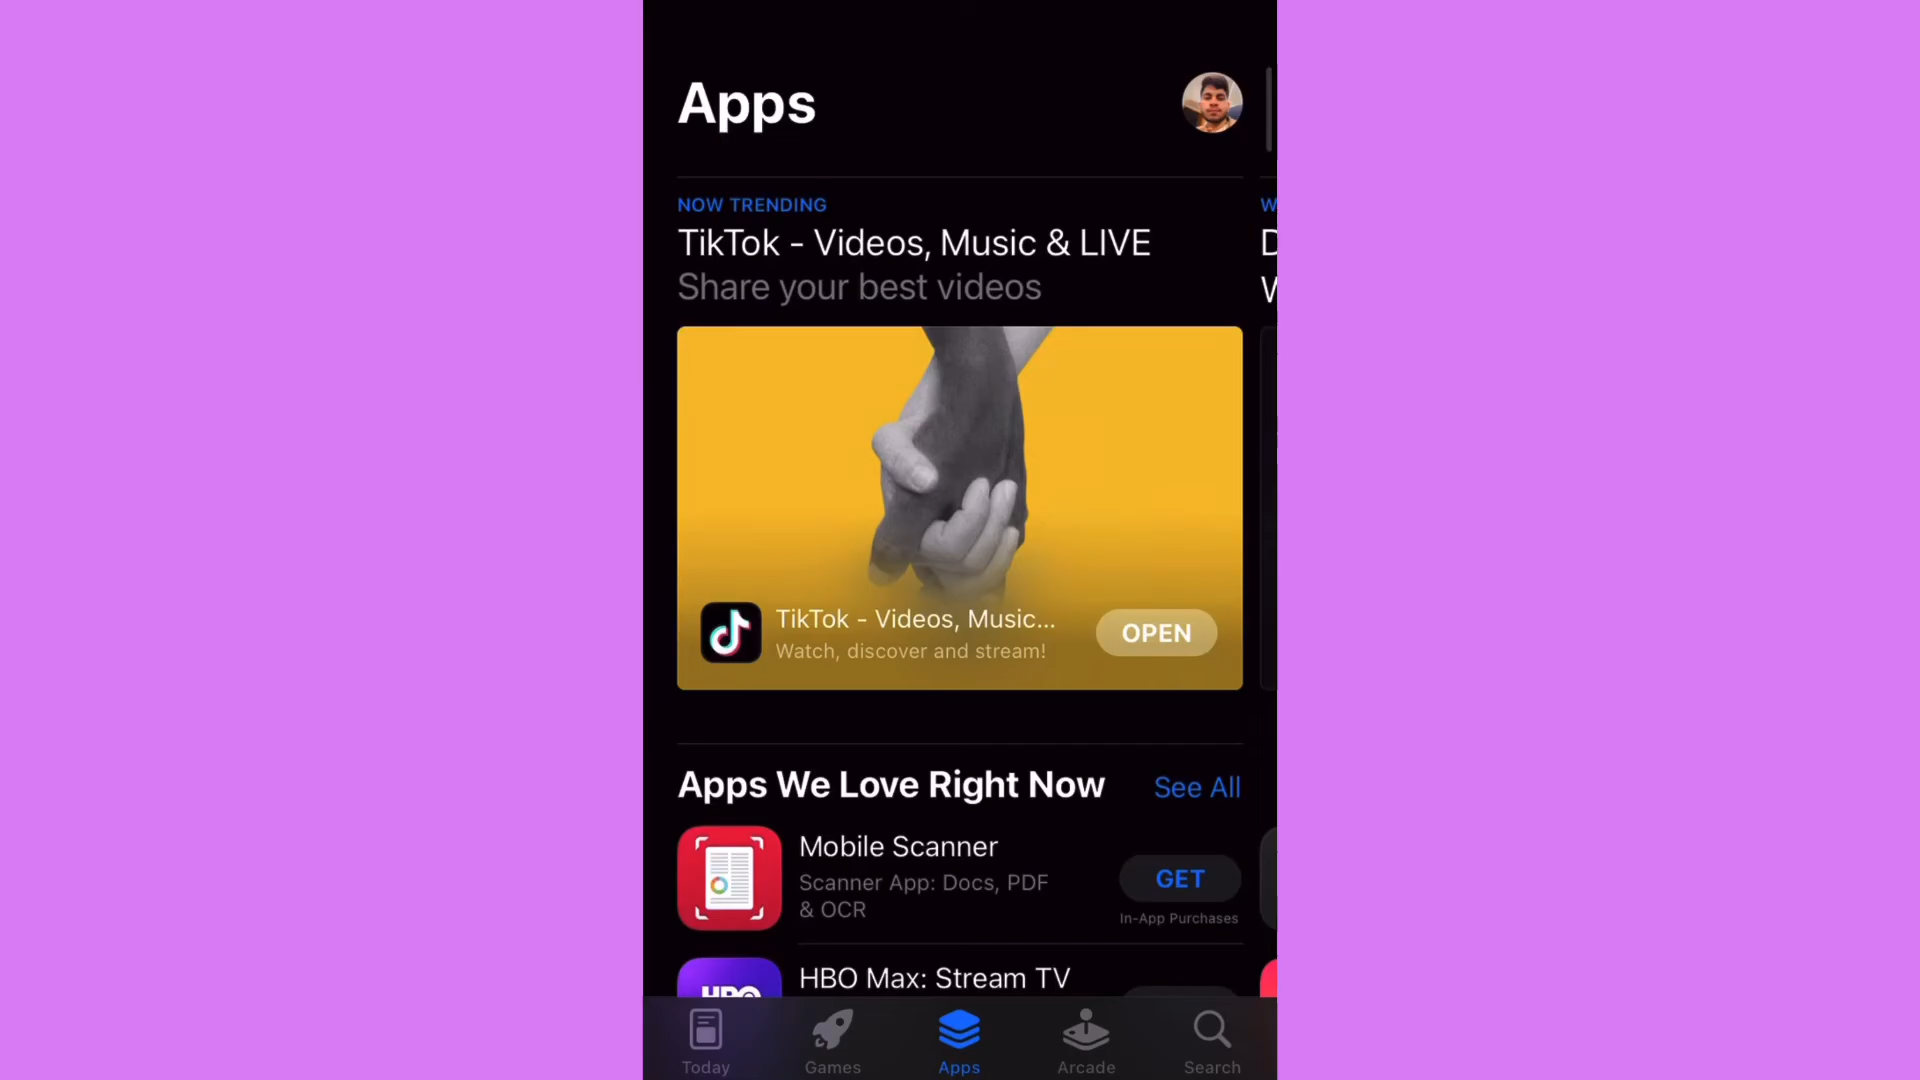 Apps
NOW TRENDING
W
TikTok - Videos, Music & LIVE
D
Share your best videos
W
TikTok - Videos, Music...
Watch, discover and stream!
OPEN
Apps We Love Right Now
See All
Mobile Scanner
Scanner App: Docs, PDF
& OCR
GET
In-App Purchases
HBO Max: Stream TV
HBO
Today
Games
Apps
Arcade
Search